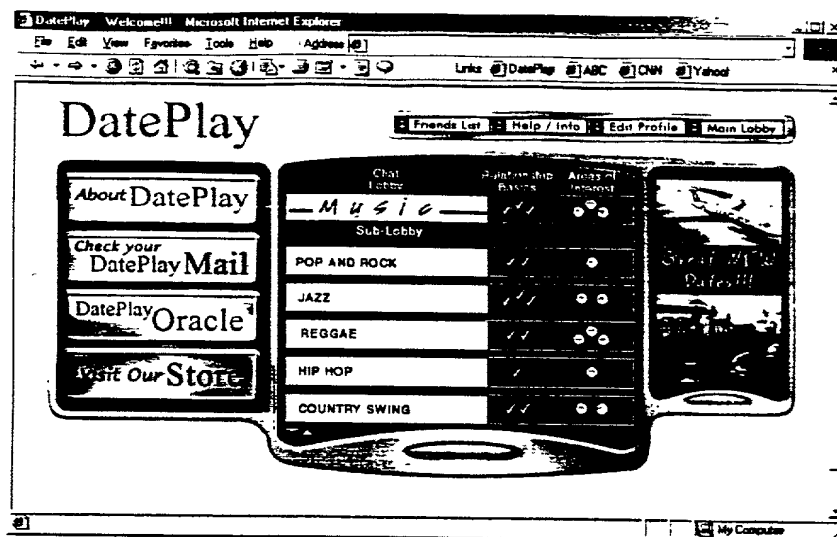 DatePlay Welcome!!! Microsoft Internet Explorer
File Edit View Favorites Tools Help Address
Links DatePlay ABC CNN Yahoo!
DatePlay
Friends List Help / Info Edit Profile Main Lobby
Chat Lobby Relationship Basics Areas of Interest
About DatePlay
Music
Sub-Lobby
Check your DatePlay Mail
POP AND ROCK
Great NEW Dates!!!
JAZZ
DatePlay Oracle
REGGAE
HIP HOP
Visit Our Store
COUNTRY SWING
My Computer